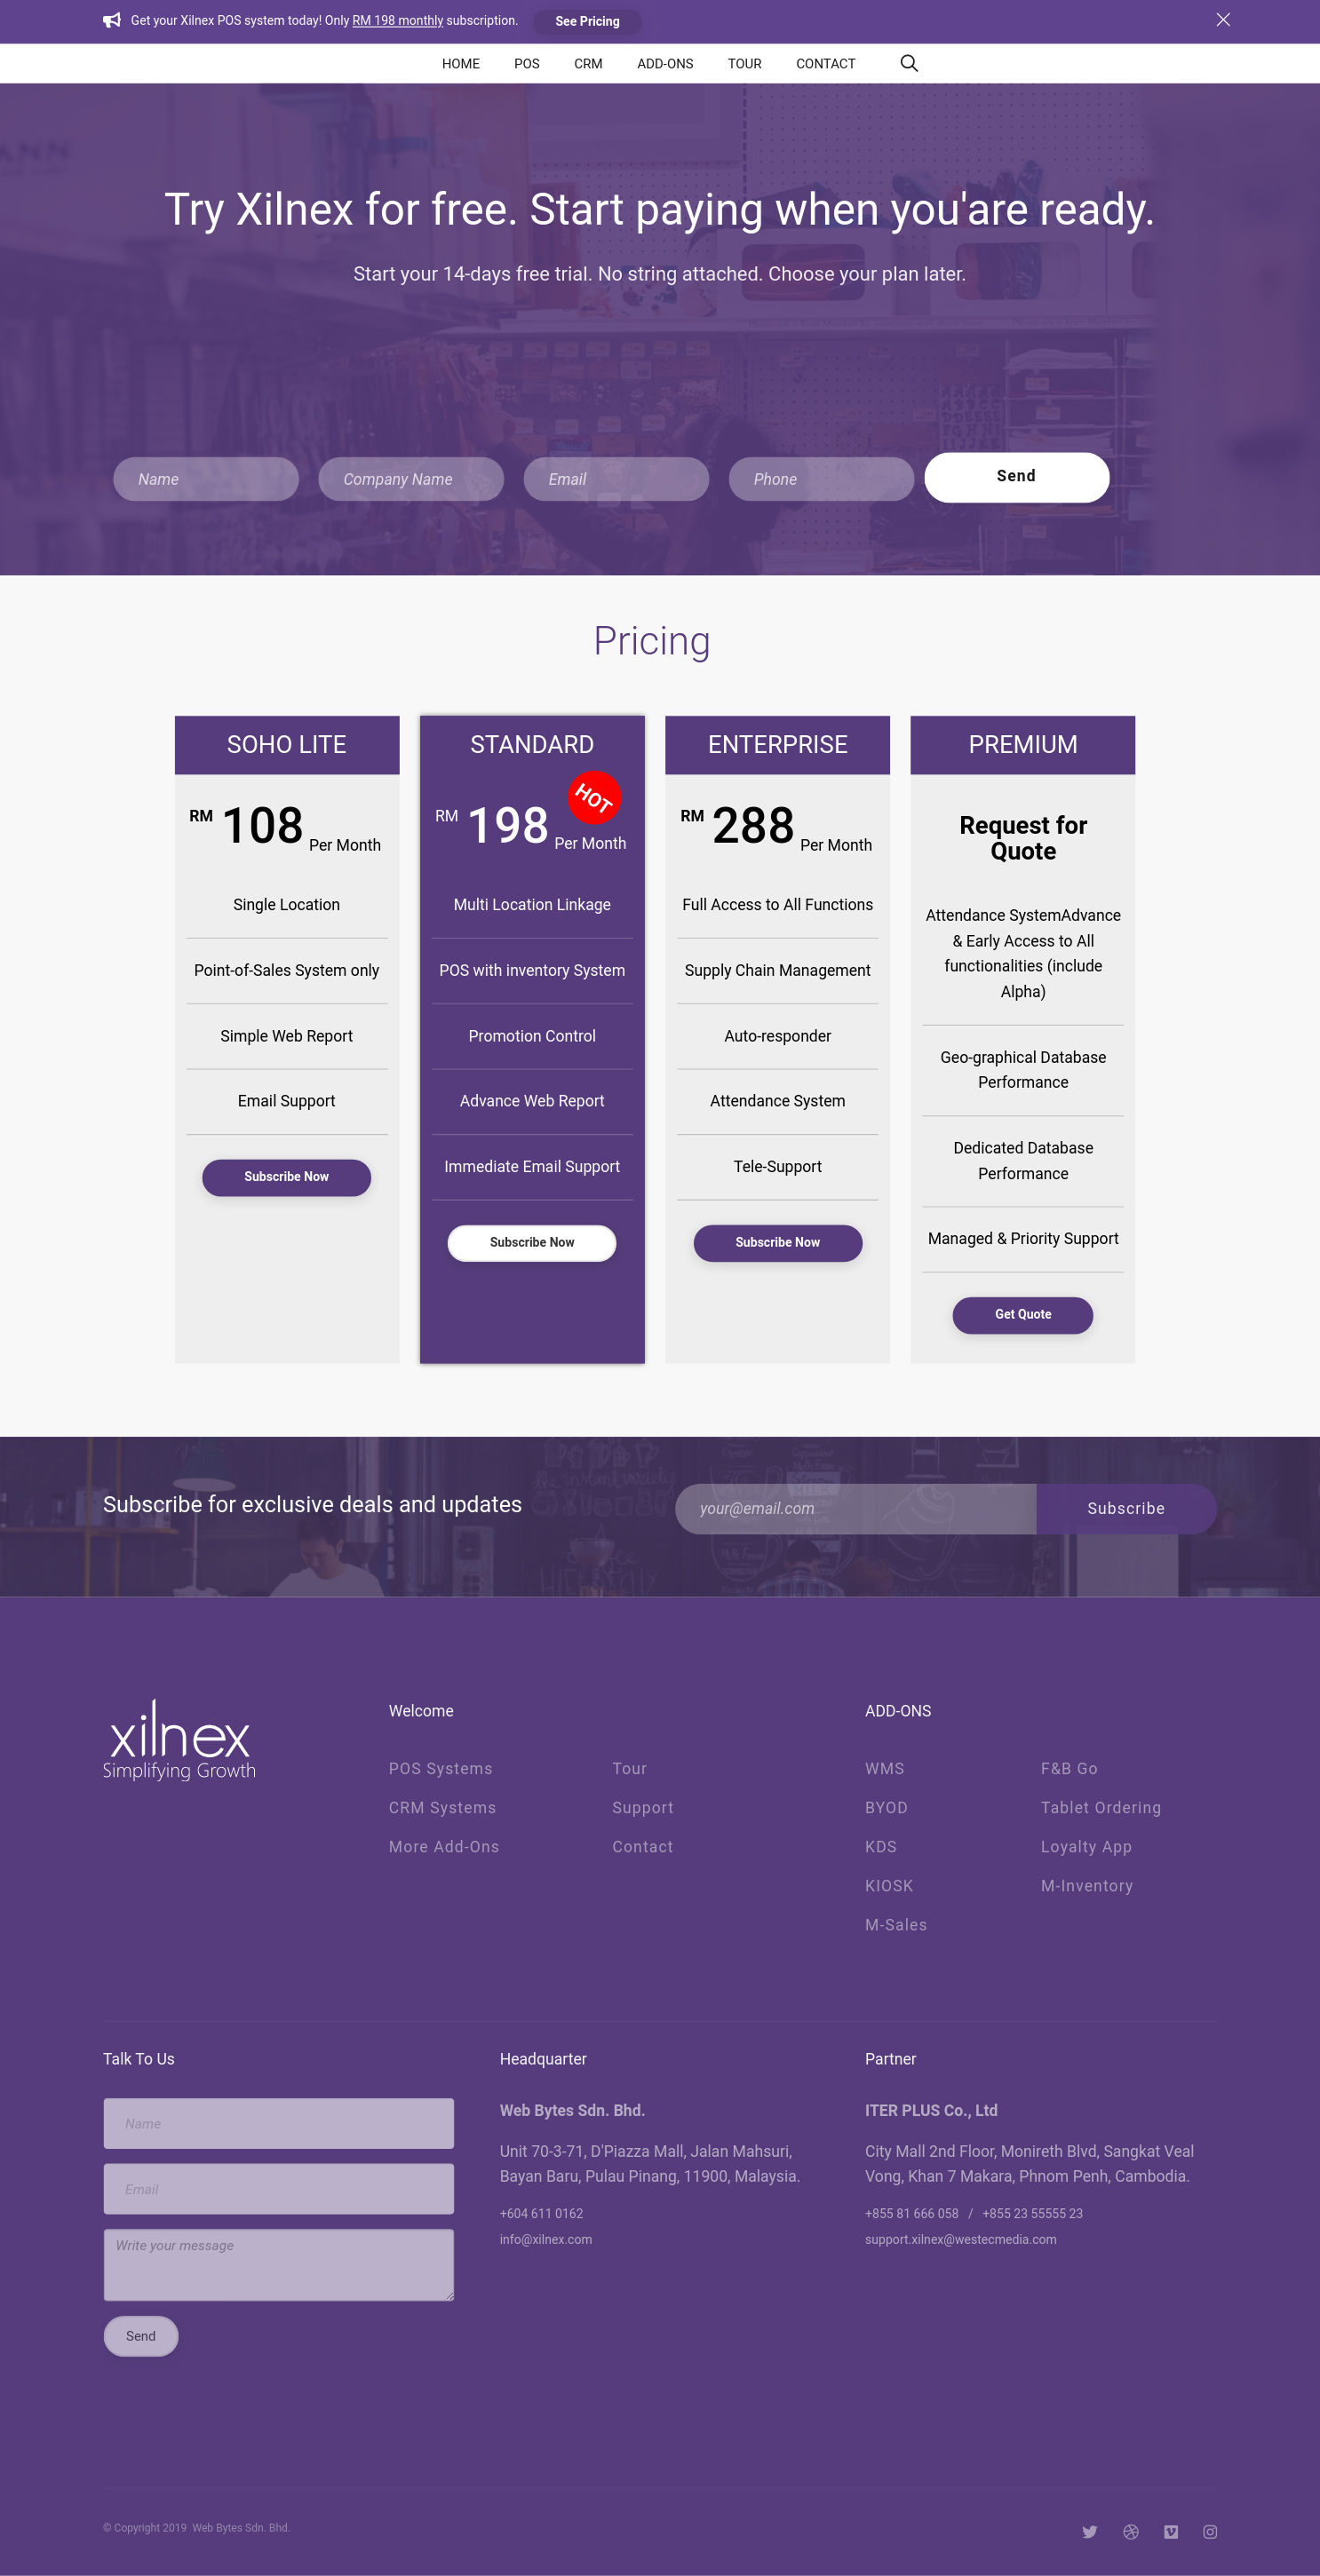 Get your Xilnex POS system today! Only RM 198 monthly subscription. See Pricing
HOME POS CRM ADD-ONS TOUR CONTACT
Try Xilnex for free. Start paying when you'are ready.
Start your 14-days free trial. No string attached. Choose your plan later.
Name Company Name Email Phone Send
Pricing
SOHO LITE
RM 108 Per Month
Single Location
Point-of-Sales System only
Simple Web Report
Email Support
Subscribe Now
STANDARD
HOT
RM 198 Per Month
Multi Location Linkage
POS with inventory System
Promotion Control
Advance Web Report
Immediate Email Support
Subscribe Now
ENTERPRISE
RM 288 Per Month
Full Access to All Functions
Supply Chain Management
Auto-responder
Attendance System
Tele-Support
Subscribe Now
PREMIUM
Request for
Quote
Attendance SystemAdvance
& Early Access to All
functionalities (include
Alpha)
Geo-graphical Database
Performance
Dedicated Database
Performance
Managed & Priority Support
Get Quote
Subscribe for exclusive deals and updates
your@email.com Subscribe
xilnex
Simplifying Growth
Welcome
POS Systems
CRM Systems
More Add-Ons
Tour
Support
Contact
ADD-ONS
WMS
BYOD
KDS
KIOSK
M-Sales
F&B Go
Tablet Ordering
Loyalty App
M-Inventory
Talk To Us
Name
Email
Write your message
Send
Headquarter
Web Bytes Sdn. Bhd.
Unit 70-3-71, D'Piazza Mall, Jalan Mahsuri,
Bayan Baru, Pulau Pinang, 11900, Malaysia.
+604 611 0162
info@xilnex.com
Partner
ITER PLUS Co., Ltd
City Mall 2nd Floor, Monireth Blvd, Sangkat Veal
Vong, Khan 7 Makara, Phnom Penh, Cambodia.
+855 81 666 058 / +855 23 55555 23
support.xilnex@westecmedia.com
© Copyright 2019 Web Bytes Sdn. Bhd.